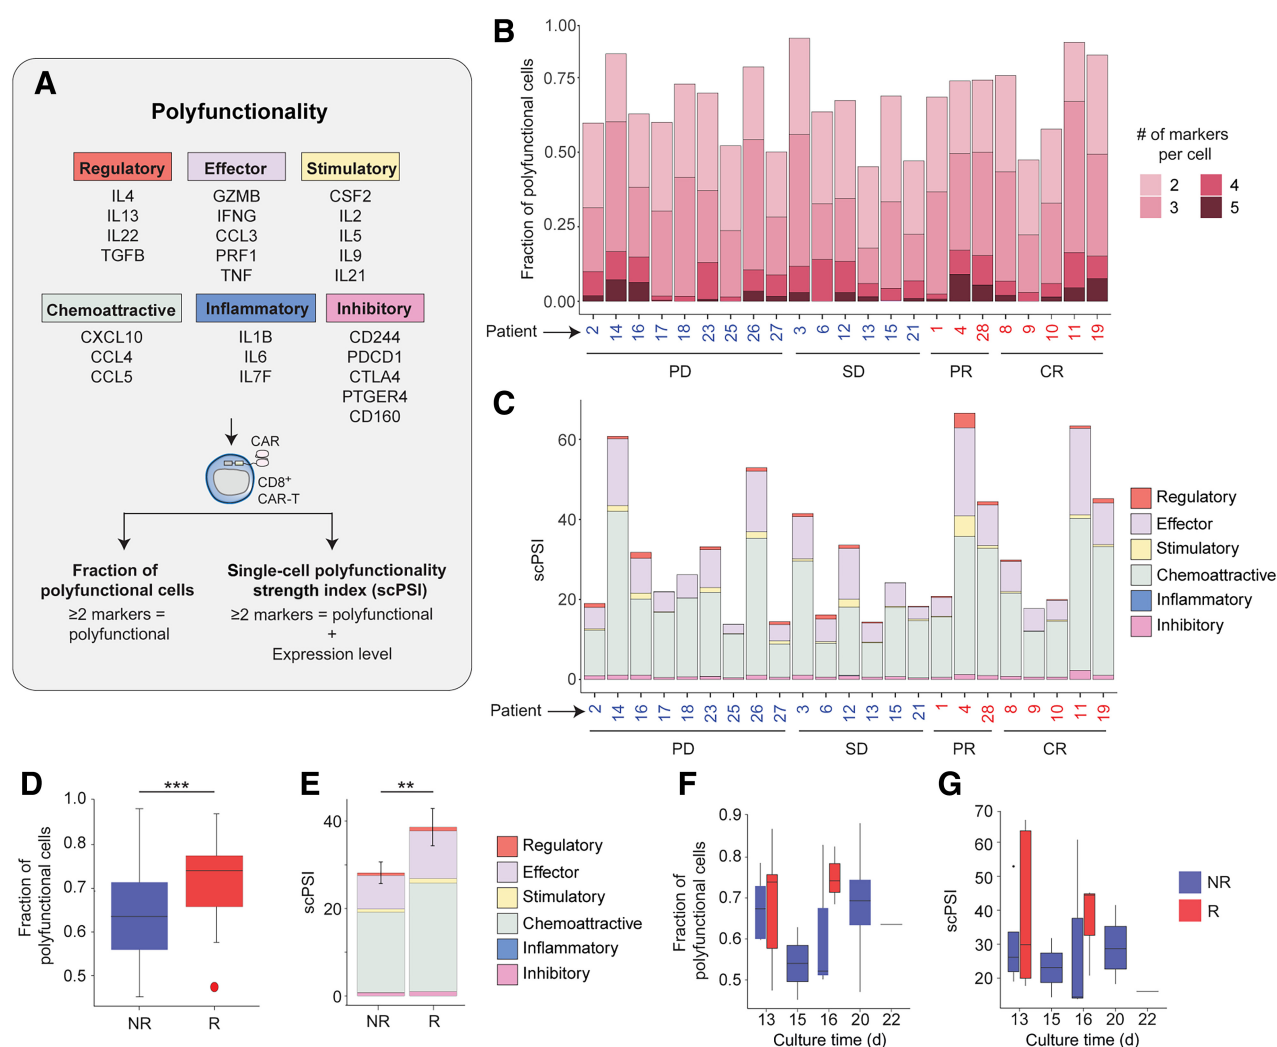 A
Polyfunctionality
Regulatory
IL4
IL13
IL22
TGFB
Effector
GZMB
IFNG
CCL3
PRF1
TNF
Stimulatory
CSF2
IL2
IL5
IL9
IL21
Chemoattractive
CXCL10
CCL4
CCL5
Inflammatory
IL1B
IL6
IL7F
Inhibitory
CD244
PDCD1
CTLA4
PTGER4
CD160
CAR
CD8+
CAR-T
Fraction of
polyfunctional cells
≥2 markers =
polyfunctional
Single-cell polyfunctionality
strength index (scPSI)
≥2 markers = polyfunctional
+
Expression level
B
Fraction of polyfunctional cells
1.00
0.75
0.50
0.25
0.00
Patient
2 14 16 17 18 23 25 26 27 3 6 12 13 15 21 1 4 28 8 9 10 11 19
PD SD PR CR
# of markers
per cell
2 4
3 5
C
scPSI
60
40
20
0
Patient
2 14 16 17 18 23 25 26 27 3 6 12 13 15 21 1 4 28 8 9 10 11 19
PD SD PR CR
Regulatory
Effector
Stimulatory
Chemoattractive
Inflammatory
Inhibitory
D
Fraction of
polyfunctional cells
***
1.0
0.8
0.7
0.6
0.5
NR R
E
scPSI
**
40
20
0
NR R
Regulatory
Effector
Stimulatory
Chemoattractive
Inflammatory
Inhibitory
F
Fraction of
polyfunctional cells
0.9
0.8
0.7
0.6
0.5
13 15 16 20 22
Culture time (d)
G
scPSI
70
60
50
40
30
20
13 15 16 20 22
Culture time (d)
NR
R